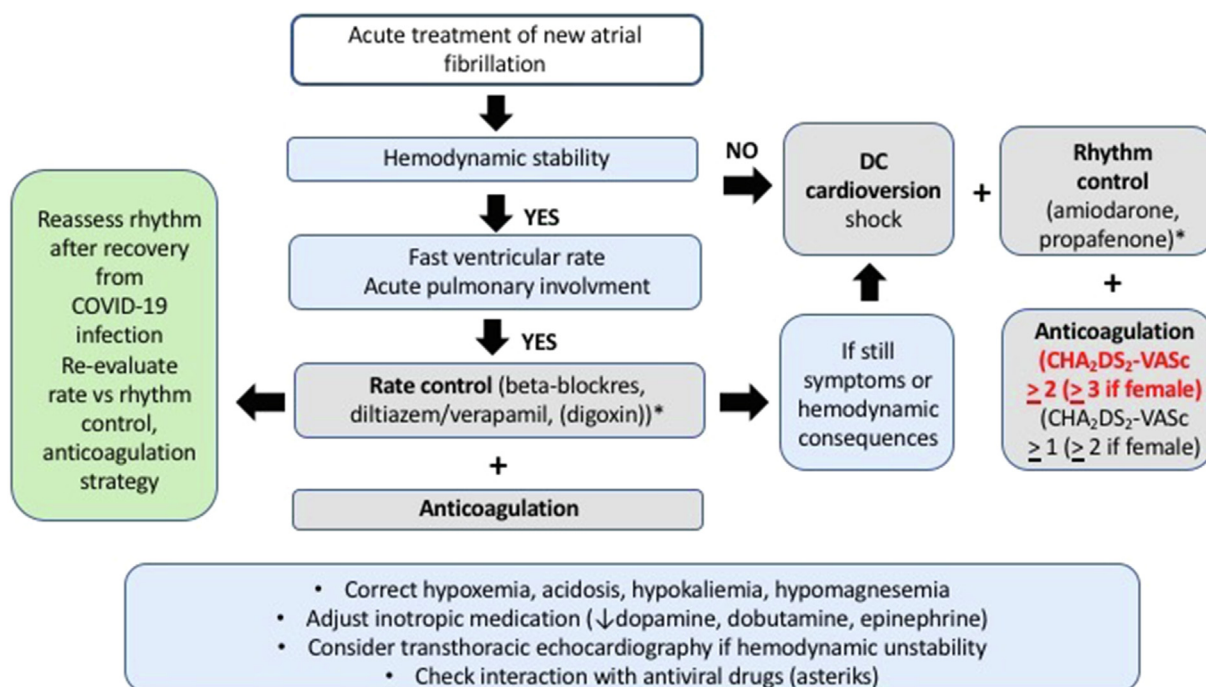 Acute treatment of new atrial
fibrillation
Hemodynamic stability
NO
YES
DC
cardioversion
shock
+
Rhythm
control
(amiodarone,
propafenone)*
+
Fast ventricular rate
Acute pulmonary involvment
YES
Reassess rhythm
after recovery
from
COVID-19
infection
Re-evaluate
rate vs rhythm
control,
anticoagulation
strategy
Rate control (beta-blockres,
diltiazem/verapamil, (digoxin))*
+
Anticoagulation
If still
symptoms or
hemodynamic
consequences
Anticoagulation
(CHA₂DS₂-VASc
≥ 2 (≥ 3 if female)
(CHA₂DS₂-VASc
≥ 1 (≥ 2 if female)
• Correct hypoxemia, acidosis, hypokaliemia, hypomagnesemia
• Adjust inotropic medication (↓dopamine, dobutamine, epinephrine)
• Consider transthoracic echocardiography if hemodynamic unstability
• Check interaction with antiviral drugs (asteriks)